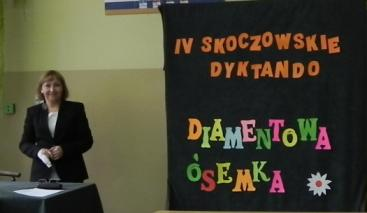 IV SKOCZOWSKIE
DYKTANDO
DIAMENTOWA
ÓSEMKA